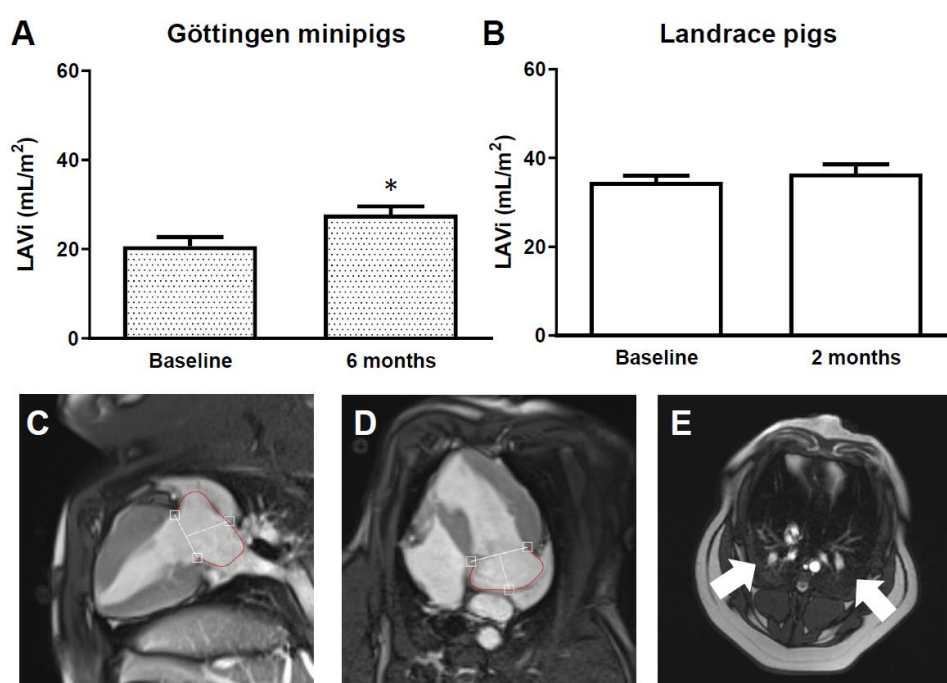 A
Göttingen minipigs
60
40
20
0
LAVi (mL/m²)
*
Baseline
6 months
B
Landrace pigs
60
40
20
0
LAVi (mL/m²)
Baseline
2 months
C
D
E